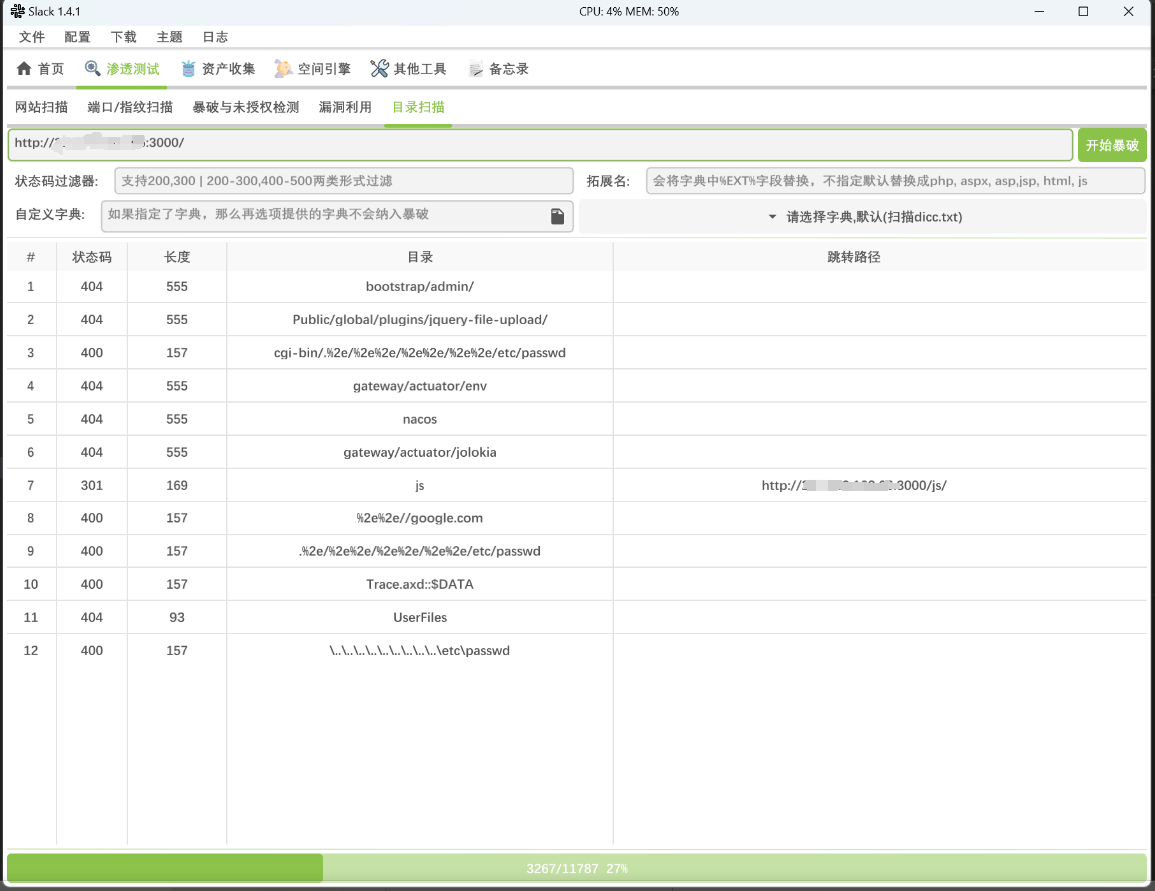 Slack 1.4.1 CPU: 4% MEM: 50%
文件 配置 下载 主题 日志
首页 渗透测试 资产收集 空间引擎 其他工具 备忘录
网站扫描 端口/指纹扫描 暴破与未授权检测 漏洞利用 目录扫描
http:// :3000/ 开始暴破
状态码过滤器: 支持200,300 | 200-300,400-500两类形式过滤 拓展名: 会将字典中%EXT%字段替换，不指定默认替换成php, aspx, asp,jsp, html, js
自定义字典: 如果指定了字典，那么再选项提供的字典不会纳入暴破 请选择字典,默认(扫描dicc.txt)
# 状态码 长度 目录 跳转路径
1 404 555 bootstrap/admin/
2 404 555 Public/global/plugins/jquery-file-upload/
3 400 157 cgi-bin/.%2e/%2e%2e/%2e%2e/%2e%2e/etc/passwd
4 404 555 gateway/actuator/env
5 404 555 nacos
6 404 555 gateway/actuator/jolokia
7 301 169 js http:// :3000/js/
8 400 157 %2e%2e//google.com
9 400 157 .%2e/%2e%2e/%2e%2e/%2e%2e/etc/passwd
10 400 157 Trace.axd::$DATA
11 404 93 UserFiles
12 400 157 \..\..\..\..\..\..\..\..\..\etc\passwd
3267/11787 27%